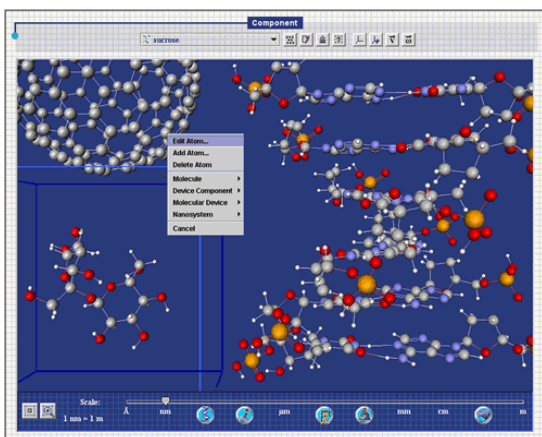 Component
sucrose
Edit Atom...
Add Atom...
Delete Atom
Molecule
Device Component
Molecular Device
Nanosystem
Cancel
Scale:
1 nm = 1 m
Å nm μm mm cm m